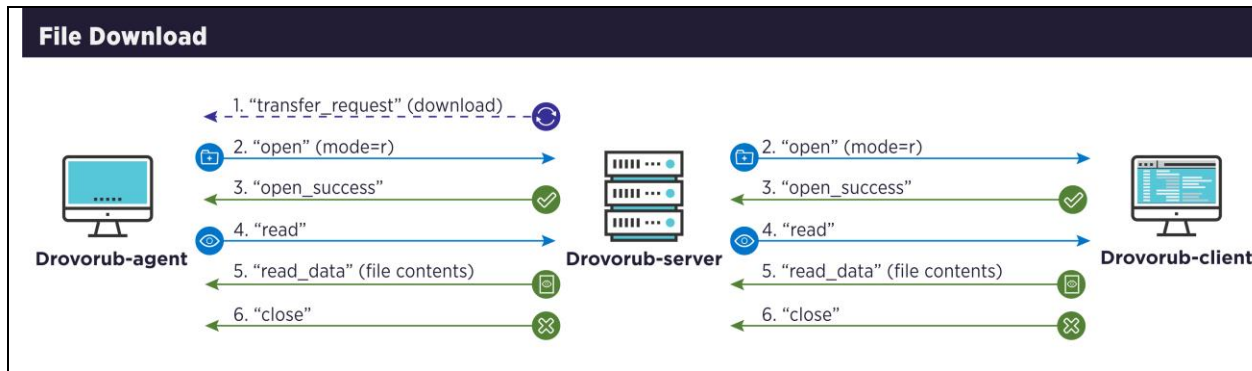 File Download
1. “transfer_request” (download)
2. “open” (mode=r)
3. “open_success”
4. “read”
5. “read_data” (file contents)
6. “close”
2. “open” (mode=r)
3. “open_success”
4. “read”
5. “read_data” (file contents)
6. “close”
Drovorub-agent
Drovorub-server
Drovorub-client